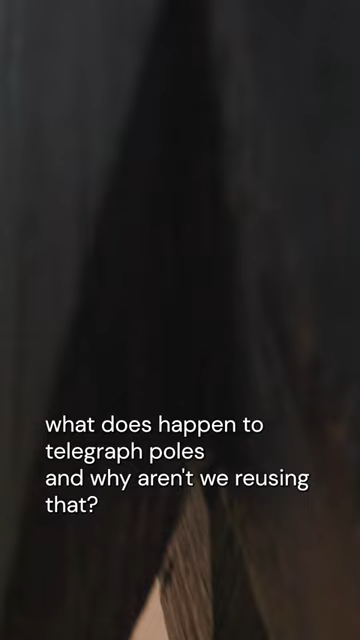 what does happen to
telegraph poles
and why aren't we reusing
that?